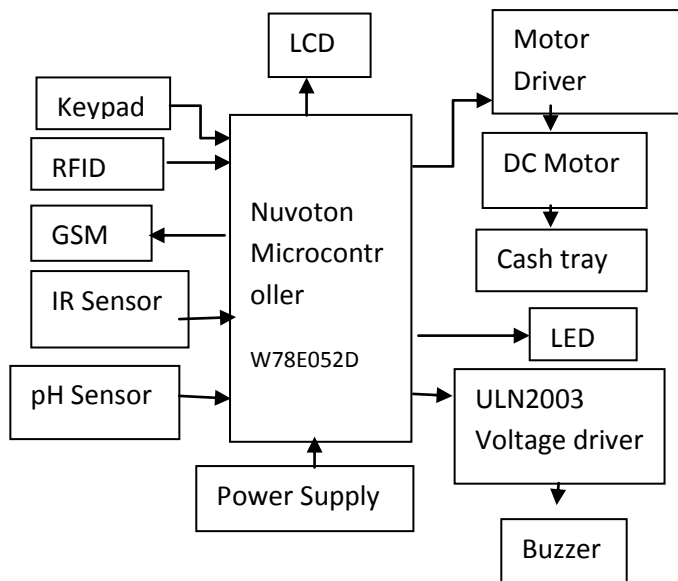 LCD
Motor
Driver
Keypad
RFID
DC Motor
GSM
Nuvoton
Microcontr
oller
W78E052D
Cash tray
IR Sensor
LED
pH Sensor
ULN2003
Voltage driver
Power Supply
Buzzer